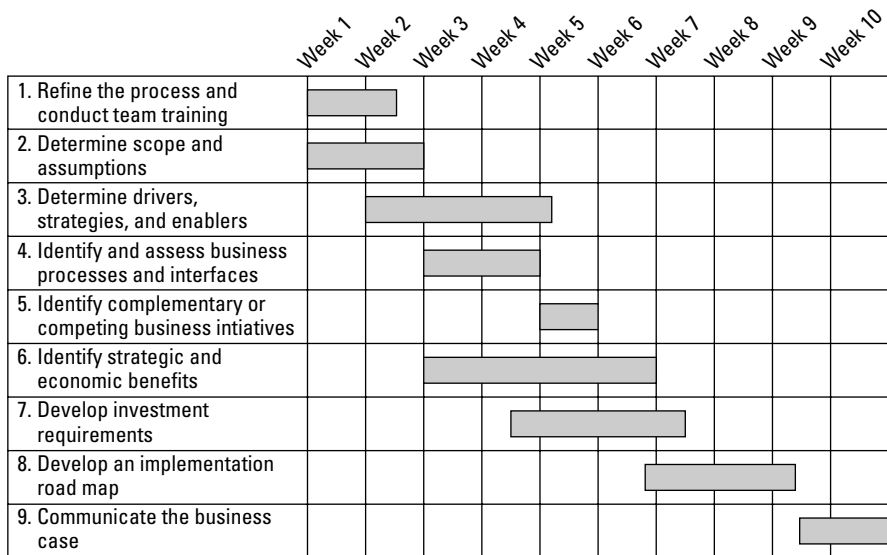 Week 1
Week 2
Week 3
Week 4
Week 5
Week 6
Week 7
Week 8
Week 9
Week 10
1. Refine the process and
conduct team training
2. Determine scope and
assumptions
3. Determine drivers,
strategies, and enablers
4. Identify and assess business
processes and interfaces
5. Identify complementary or
competing business intiatives
6. Identify strategic and
economic benefits
7. Develop investment
requirements
8. Develop an implementation
road map
9. Communicate the business
case